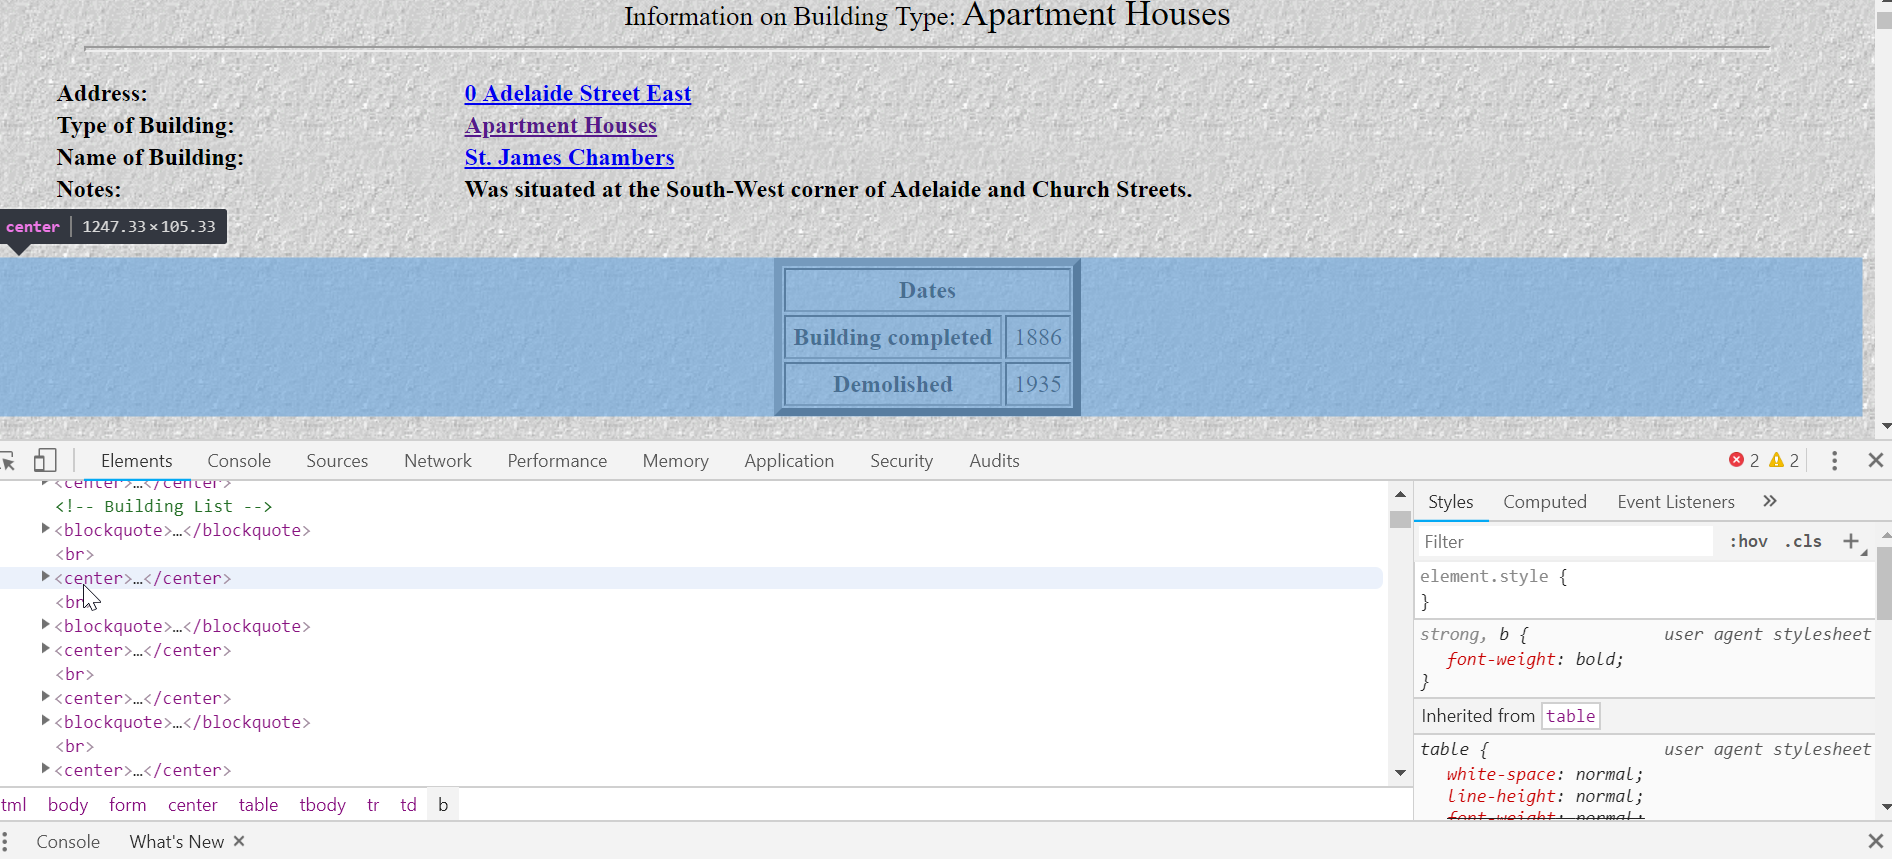 Information on Building Type: Apartment Houses
Address: 0 Adelaide Street East
Type of Building: Apartment Houses
Name of Building: St. James Chambers
Notes: Was situated at the South-West corner of Adelaide and Church Streets.
center 1247.33×105.33
Dates
Building completed 1886
Demolished 1935
Elements Console Sources Network Performance Memory Application Security Audits 2 2
<center>…</center>
<!-- Building List -->
<blockquote>…</blockquote>
<br>
<center>…</center>
<br
<blockquote>…</blockquote>
<center>…</center>
<br>
<center>…</center>
<blockquote>…</blockquote>
<br>
<center>…</center>
Styles Computed Event Listeners »
Filter :hov .cls +
element.style {
}
strong, b { user agent stylesheet
font-weight: bold;
}
Inherited from table
table { user agent stylesheet
white-space: normal;
line-height: normal;
font-weight: normal;
tml body form center table tbody tr td b
Console What's New ×